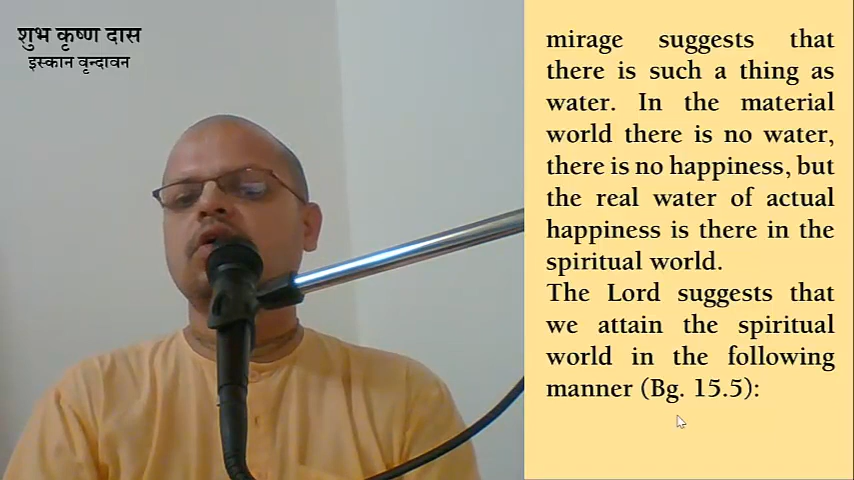 शुभ कृष्ण दास
इस्कान वृन्दावन
mirage suggests that
there is such a thing as
water. In the material
world there is no water,
there is no happiness, but
the real water of actual
happiness is there in the
spiritual world.
The Lord suggests that
we attain the spiritual
world in the following
manner (Bg. 15.5):